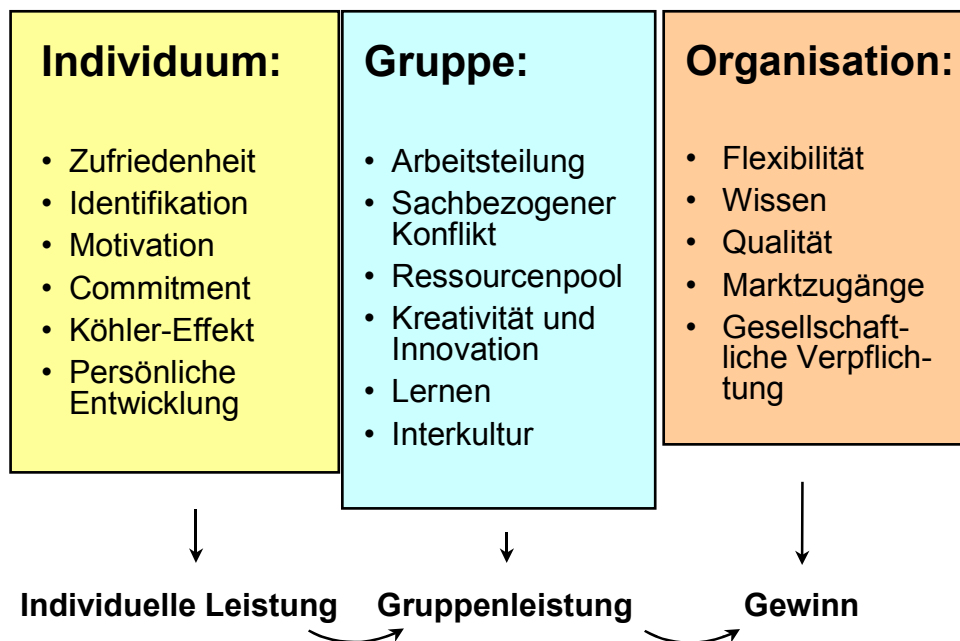 Individuum:
• Zufriedenheit
• Identifikation
• Motivation
• Commitment
• Köhler-Effekt
• Persönliche
Entwicklung
Gruppe:
• Arbeitsteilung
• Sachbezogener
Konflikt
• Ressourcenpool
• Kreativität und
Innovation
• Lernen
• Interkultur
Organisation:
• Flexibilität
• Wissen
• Qualität
• Marktzugänge
• Gesellschaft-
liche Verpflich-
tung
Individuelle Leistung
Gruppenleistung
Gewinn